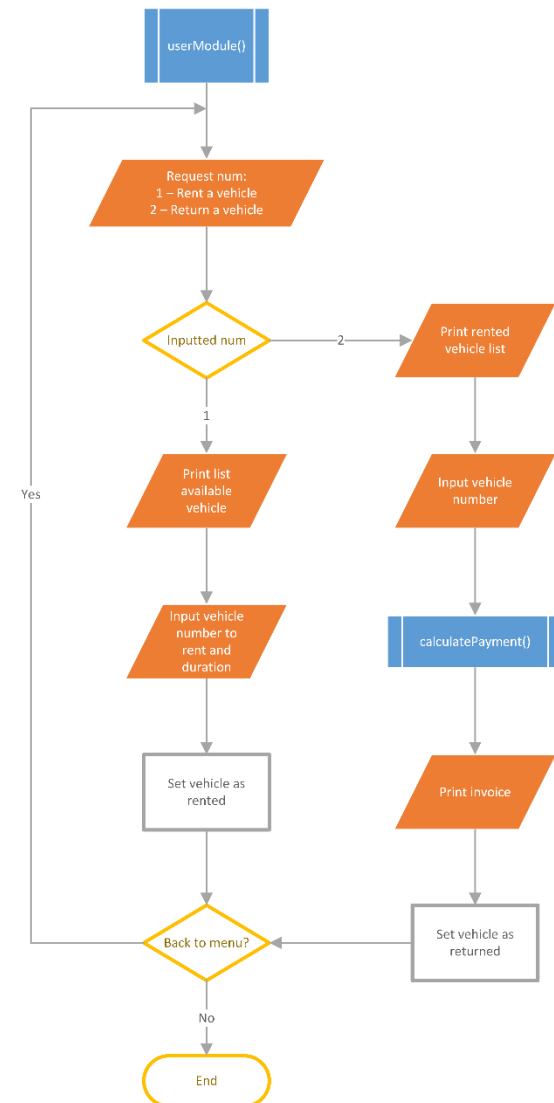 userModule()
Request num:
1 – Rent a vehicle
2 – Return a vehicle
Inputted num
2
Print rented
vehicle list
1
Print list
available
vehicle
Input vehicle
number
Yes
Input vehicle
number to
rent and
duration
calculatePayment()
Set vehicle as
rented
Print invoice
Back to menu?
Set vehicle as
returned
No
End